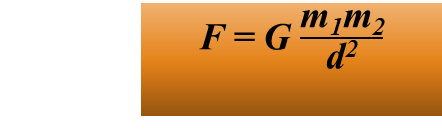 F = G m₁m₂ / d²